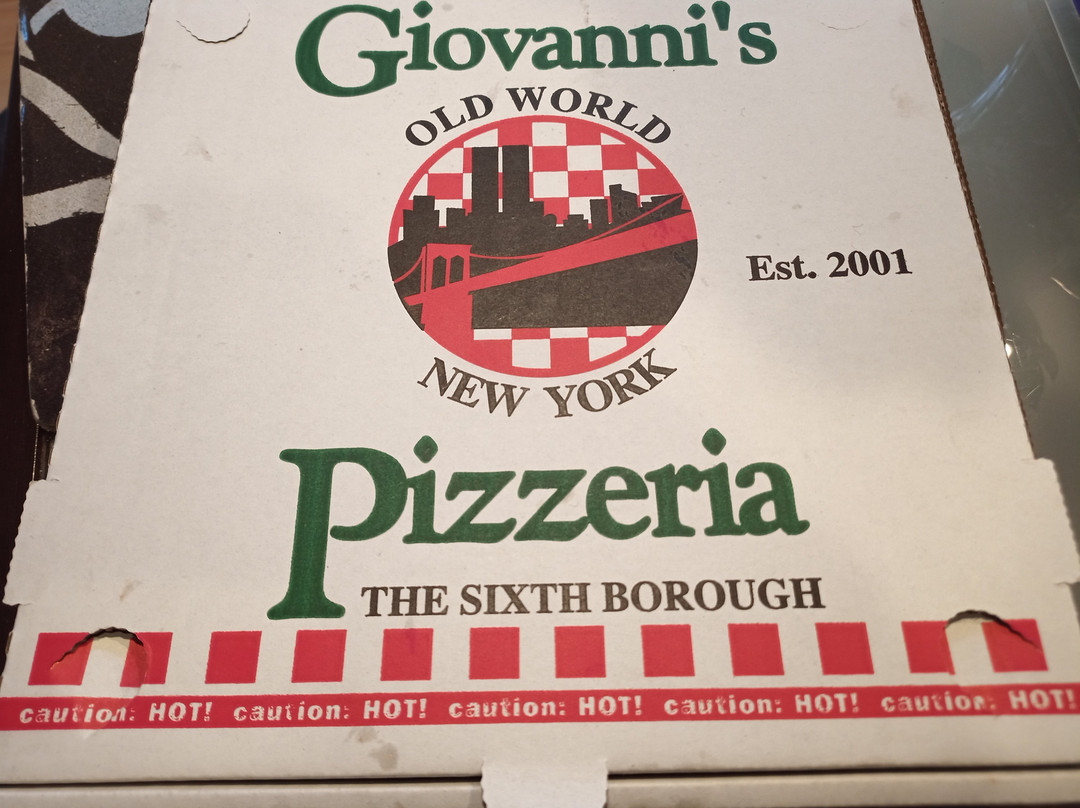 Giovanni's
OLD WORLD
Est. 2001
NEW YORK
Pizzeria
THE SIXTH BOROUGH
caution: HOT! caution: HOT! caution: HOT! caution: HOT! caution: HOT!